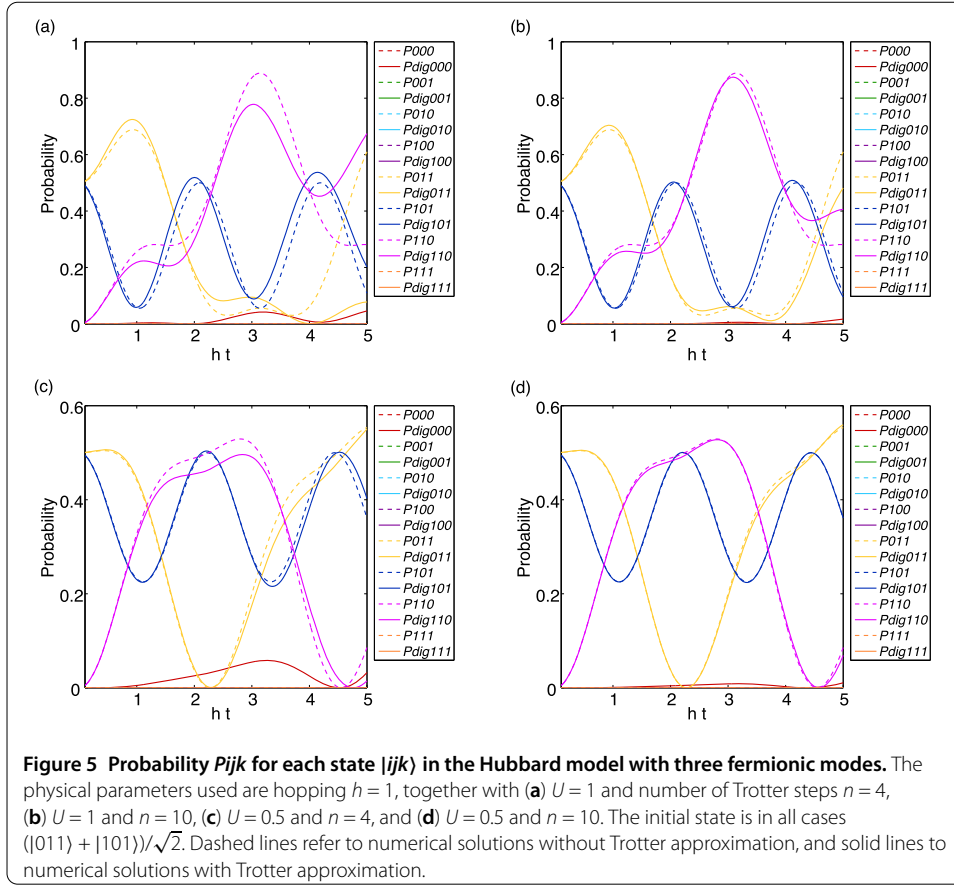 (a)
1
0.8
0.6
0.4
0.2
0
Probability
1 2 3 4 5
h t
P000
Pdig000
P001
Pdig001
P010
Pdig010
P100
Pdig100
P011
Pdig011
P101
Pdig101
P110
Pdig110
P111
Pdig111
(b)
1
0.8
0.6
0.4
0.2
0
Probability
1 2 3 4 5
h t
P000
Pdig000
P001
Pdig001
P010
Pdig010
P100
Pdig100
P011
Pdig011
P101
Pdig101
P110
Pdig110
P111
Pdig111
(c)
0.6
0.4
0.2
0
Probability
1 2 3 4 5
h t
P000
Pdig000
P001
Pdig001
P010
Pdig010
P100
Pdig100
P011
Pdig011
P101
Pdig101
P110
Pdig110
P111
Pdig111
(d)
0.6
0.4
0.2
0
Probability
1 2 3 4 5
h t
P000
Pdig000
P001
Pdig001
P010
Pdig010
P100
Pdig100
P011
Pdig011
P101
Pdig101
P110
Pdig110
P111
Pdig111
Figure 5 Probability Pijk for each state |ijk⟩ in the Hubbard model with three fermionic modes. The
physical parameters used are hopping h = 1, together with (a) U = 1 and number of Trotter steps n = 4,
(b) U = 1 and n = 10, (c) U = 0.5 and n = 4, and (d) U = 0.5 and n = 10. The initial state is in all cases
(|011⟩ + |101⟩)/√2. Dashed lines refer to numerical solutions without Trotter approximation, and solid lines to
numerical solutions with Trotter approximation.